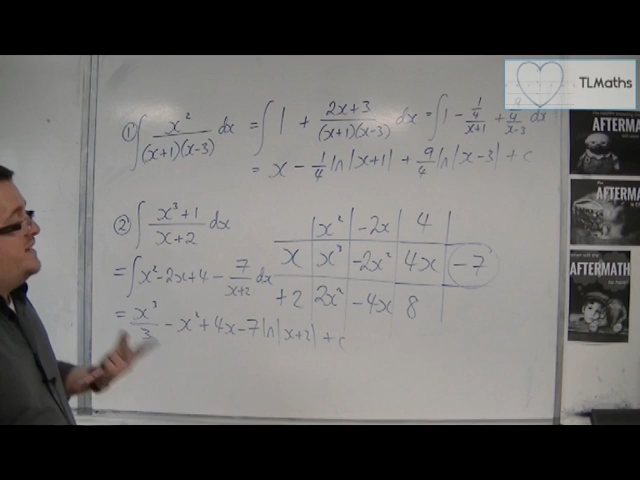 TLMaths
① ∫ x²/((x+1)(x-3)) dx = ∫ 1 + (2x+3)/((x+1)(x-3)) dx = ∫ 1 - (1/4)/(x+1) + (9/4)/(x-3) dx
= x - 1/4 ln|x+1| + 9/4 ln|x-3| + c
② ∫ (x³+1)/(x+2) dx
= ∫ x²-2x+4 - 7/(x+2) dx
= x³/3 - x² + 4x - 7 ln|x+2| + c
x² -2x 4
x x³ -2x² 4x -7
+2 2x² -4x 8
AFTERMATH
AFTERMATH
AFTERMATH